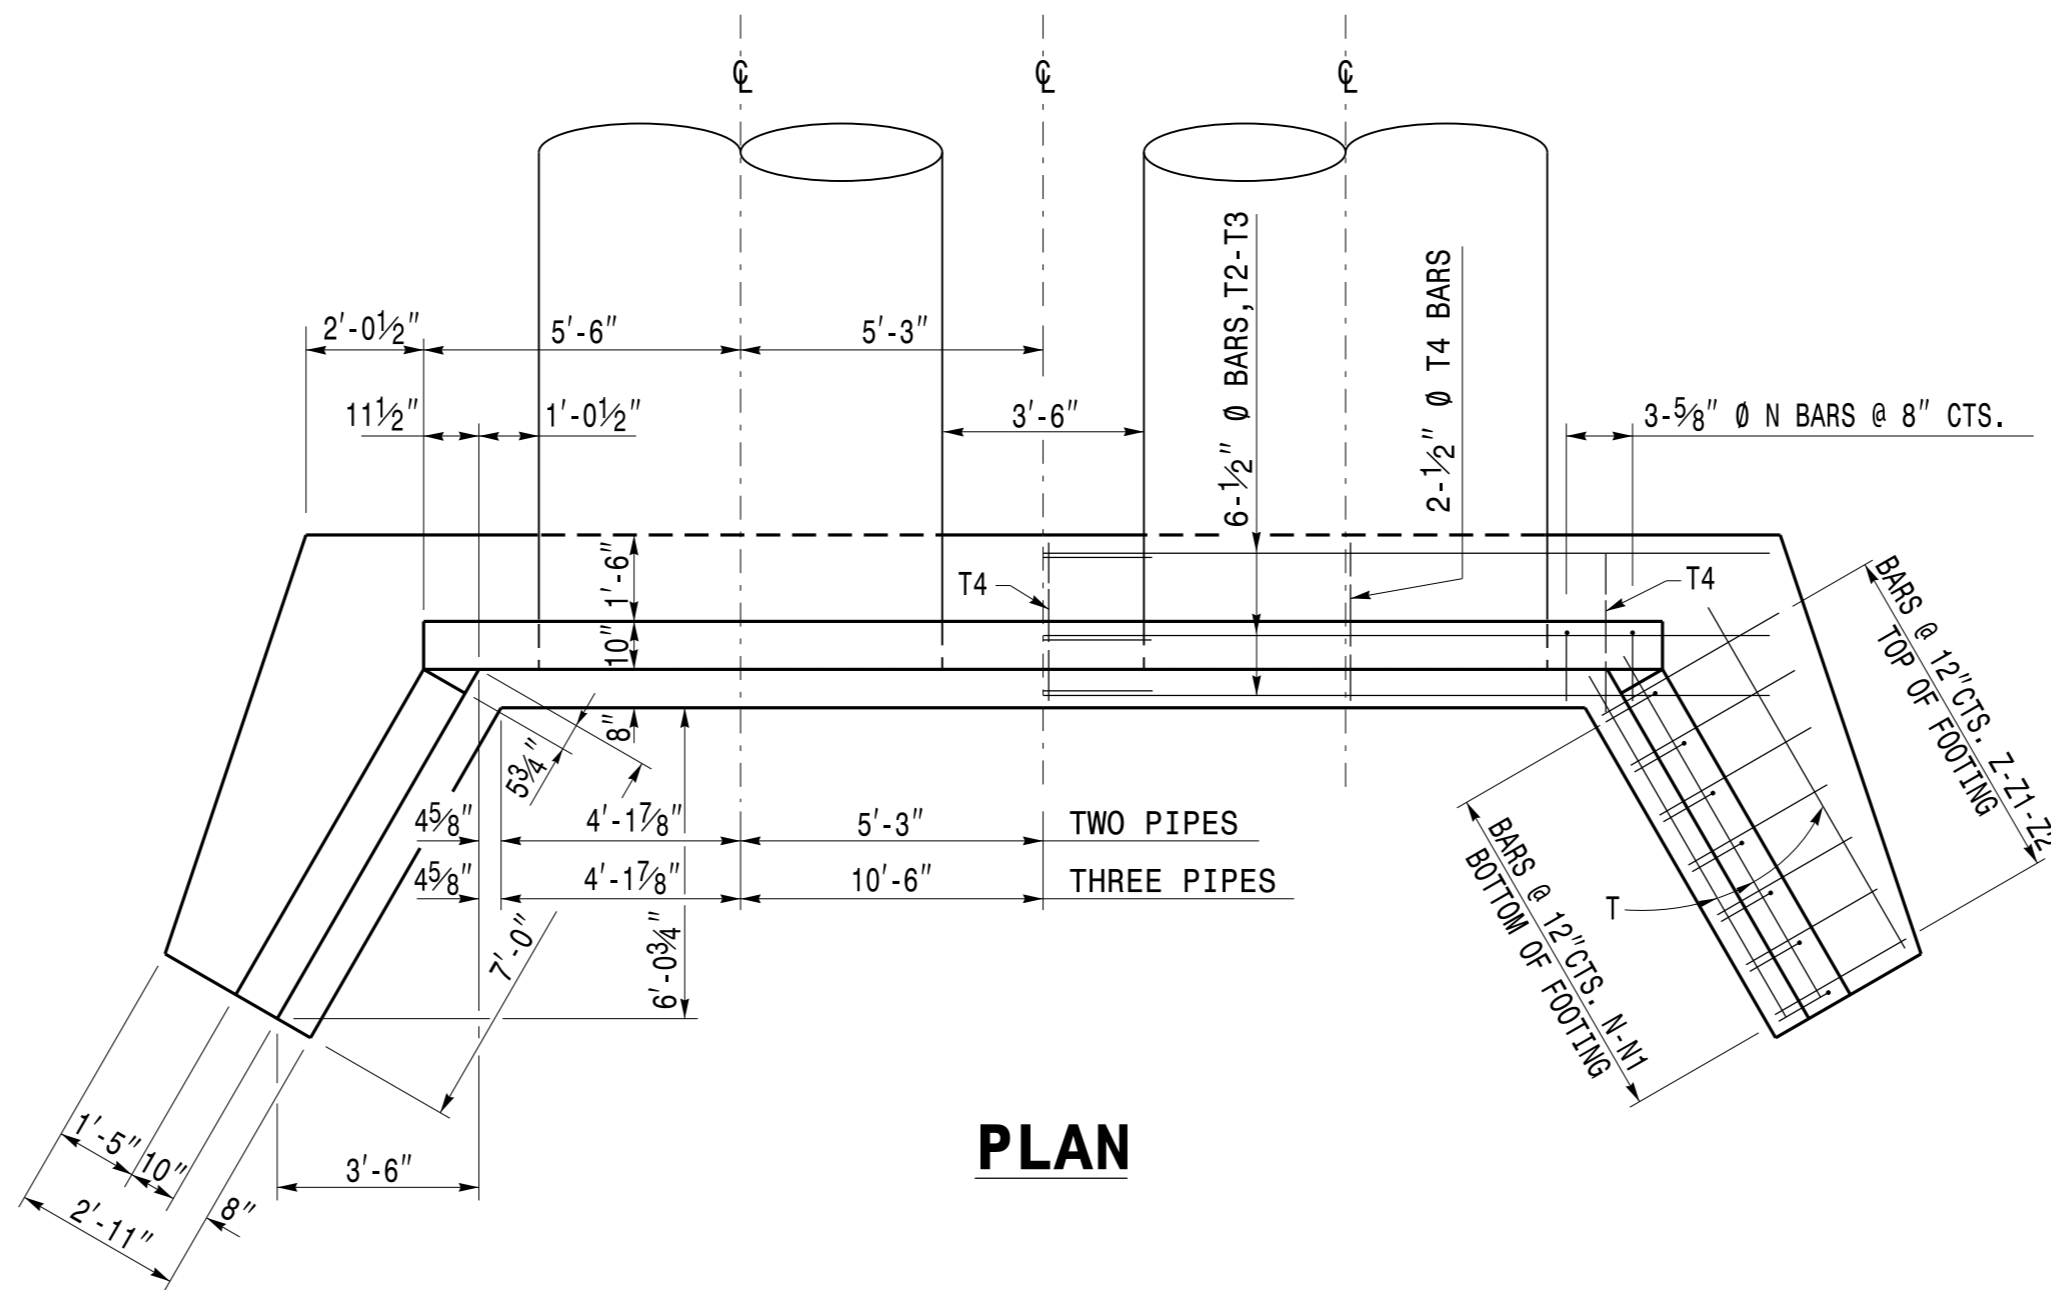 ℄ ℄ ℄
6-½" Ø BARS,T2-T3
2-½" Ø T4 BARS
2'-0½" 5'-6" 5'-3"
11½" 1'-0½" 3'-6" 3-⅝" Ø N BARS @ 8" CTS.
1'-6"
T4 T4
10"
BARS @ 12"CTS. Z-Z1-Z2
TOP OF FOOTING
8"
5¾"
4⅝" 4'-1⅞" 5'-3" TWO PIPES
4⅝" 4'-1⅞" 10'-6" THREE PIPES
BARS @ 12"CTS. N-N1
BOTTOM OF FOOTING
T
7'-0"
6'-0¾"
1'-5"
10"
3'-6"
2'-11"
8"
PLAN